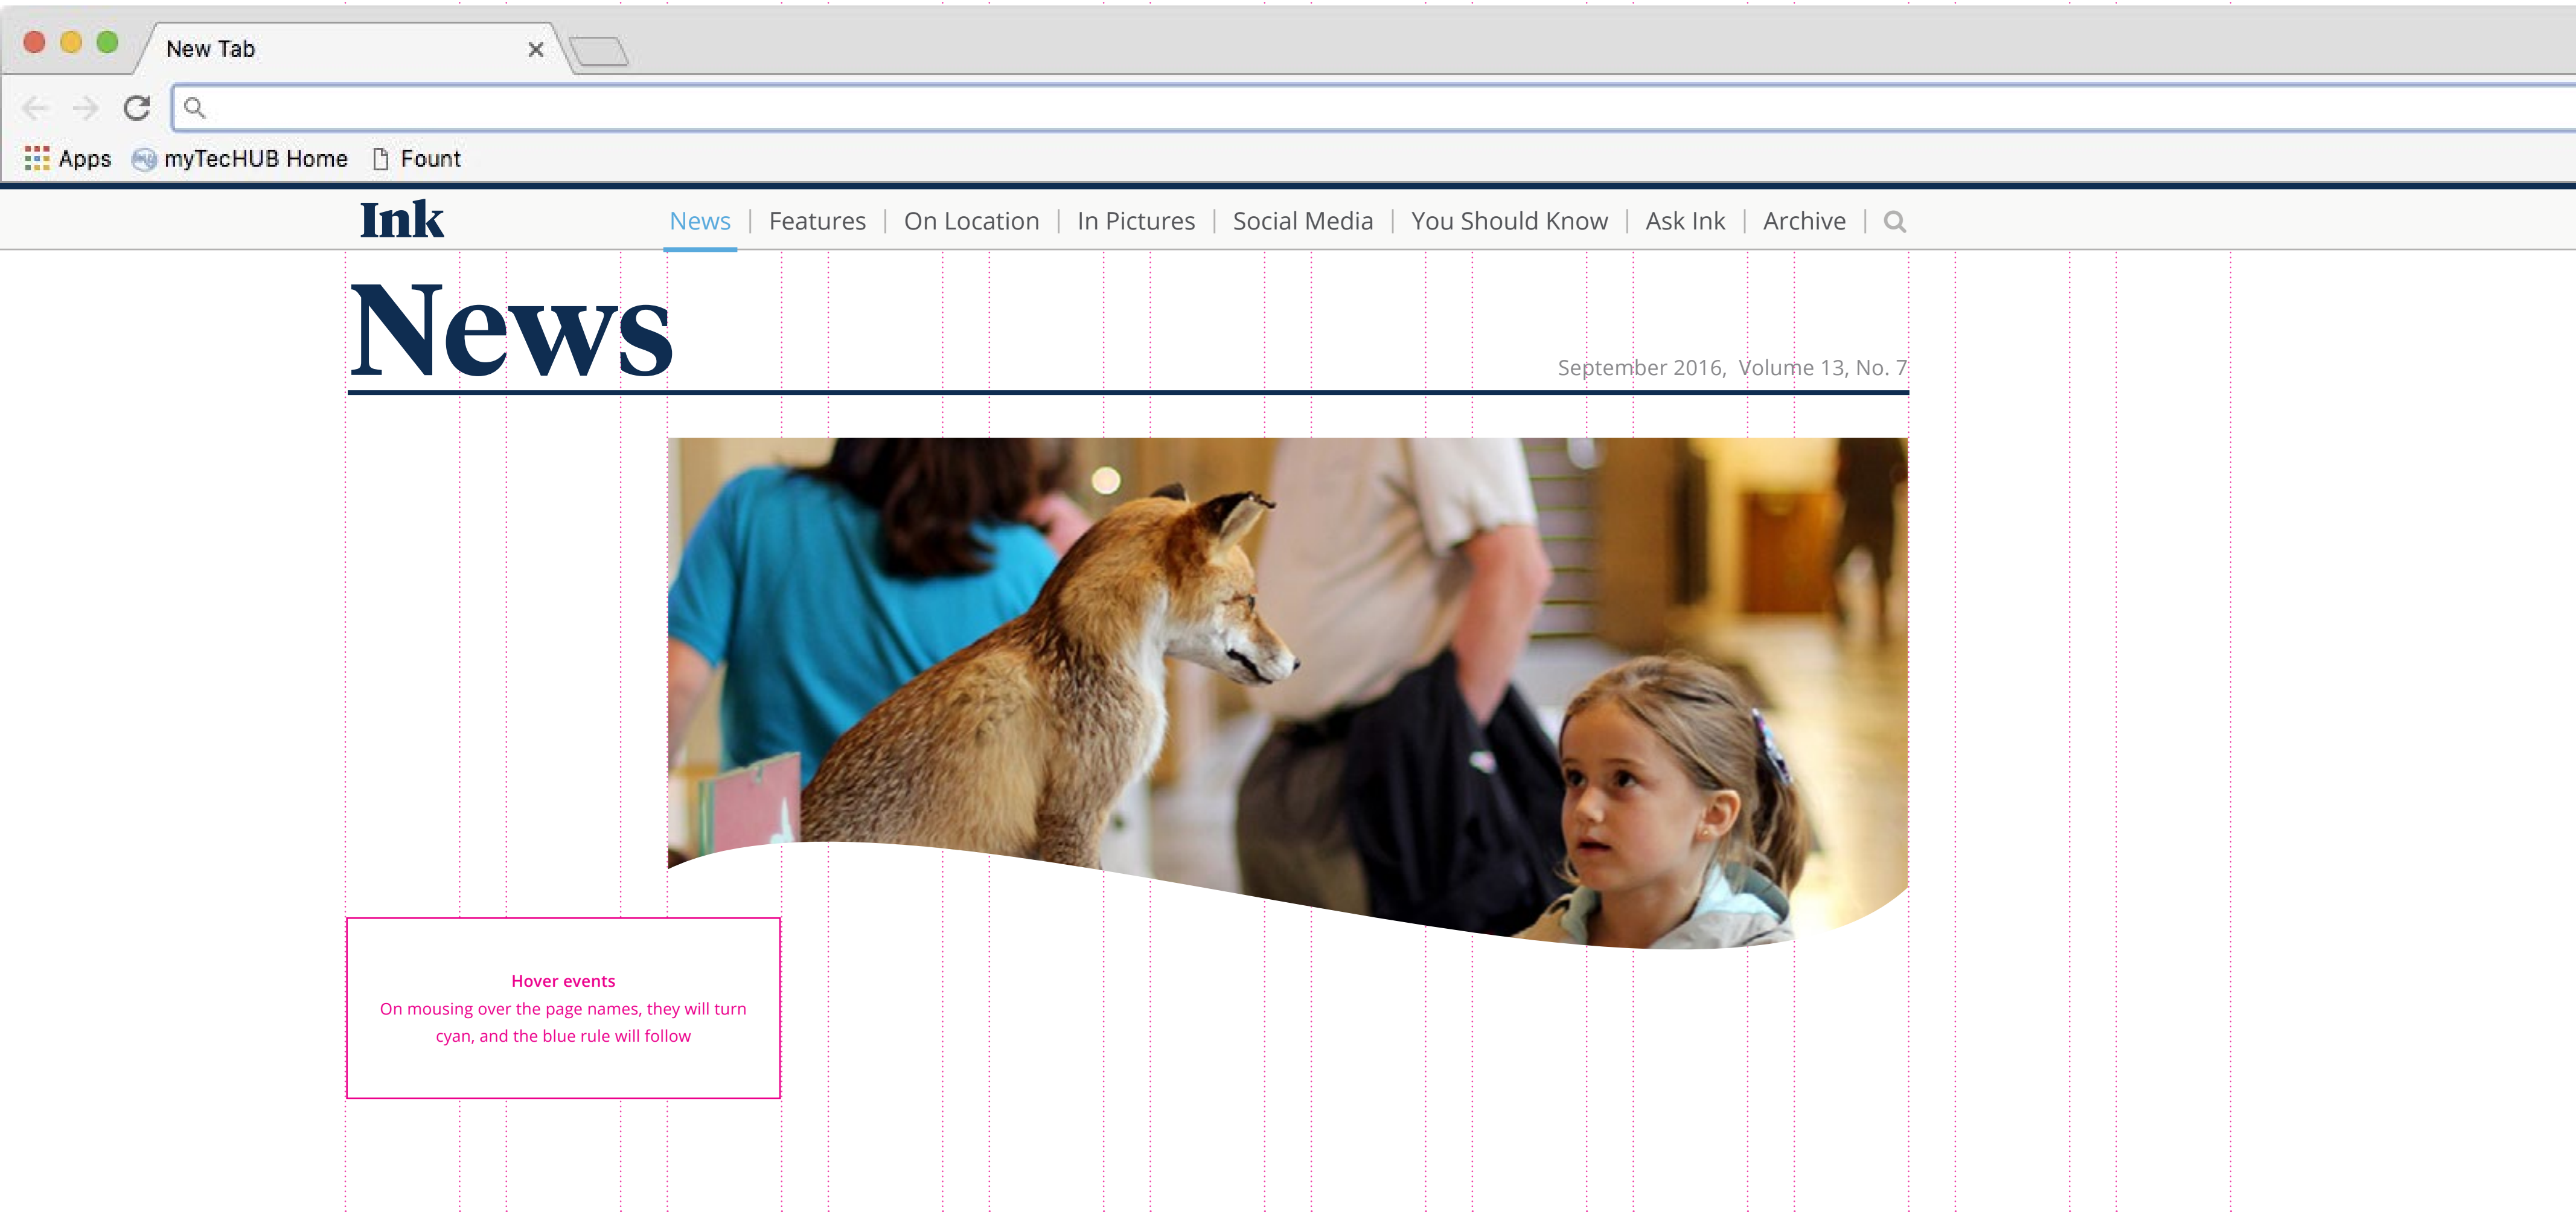 New Tab
Apps myTecHUB Home Fount
Ink News Features On Location In Pictures Social Media You Should Know Ask Ink Archive
News
September 2016, Volume 13, No. 7
Hover events
On mousing over the page names, they will turn
cyan, and the blue rule will follow